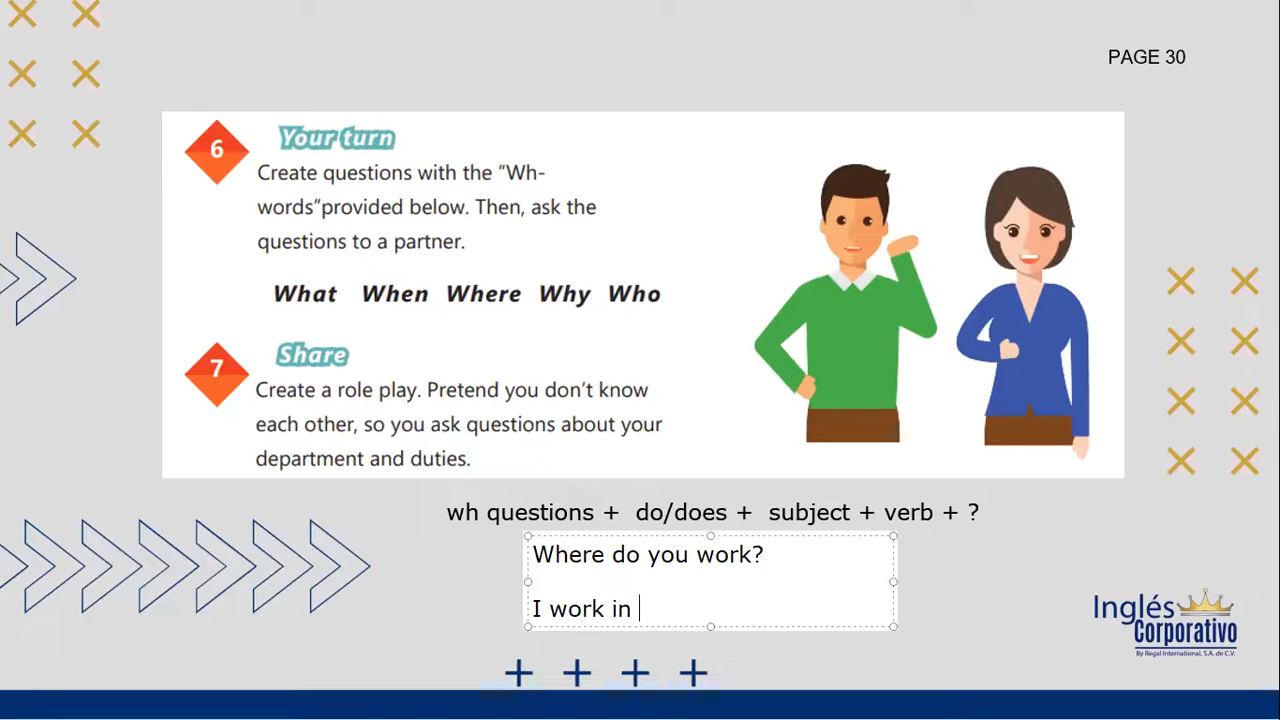 PAGE 30
6
Your turn
Create questions with the “Wh-
words”provided below. Then, ask the
questions to a partner.
What When Where Why Who
7
Share
Create a role play. Pretend you don’t know
each other, so you ask questions about your
department and duties.
wh questions + do/does + subject + verb + ?
Where do you work?
I work in
Inglés
Corporativo
By Regal International, S.A. de C.V.